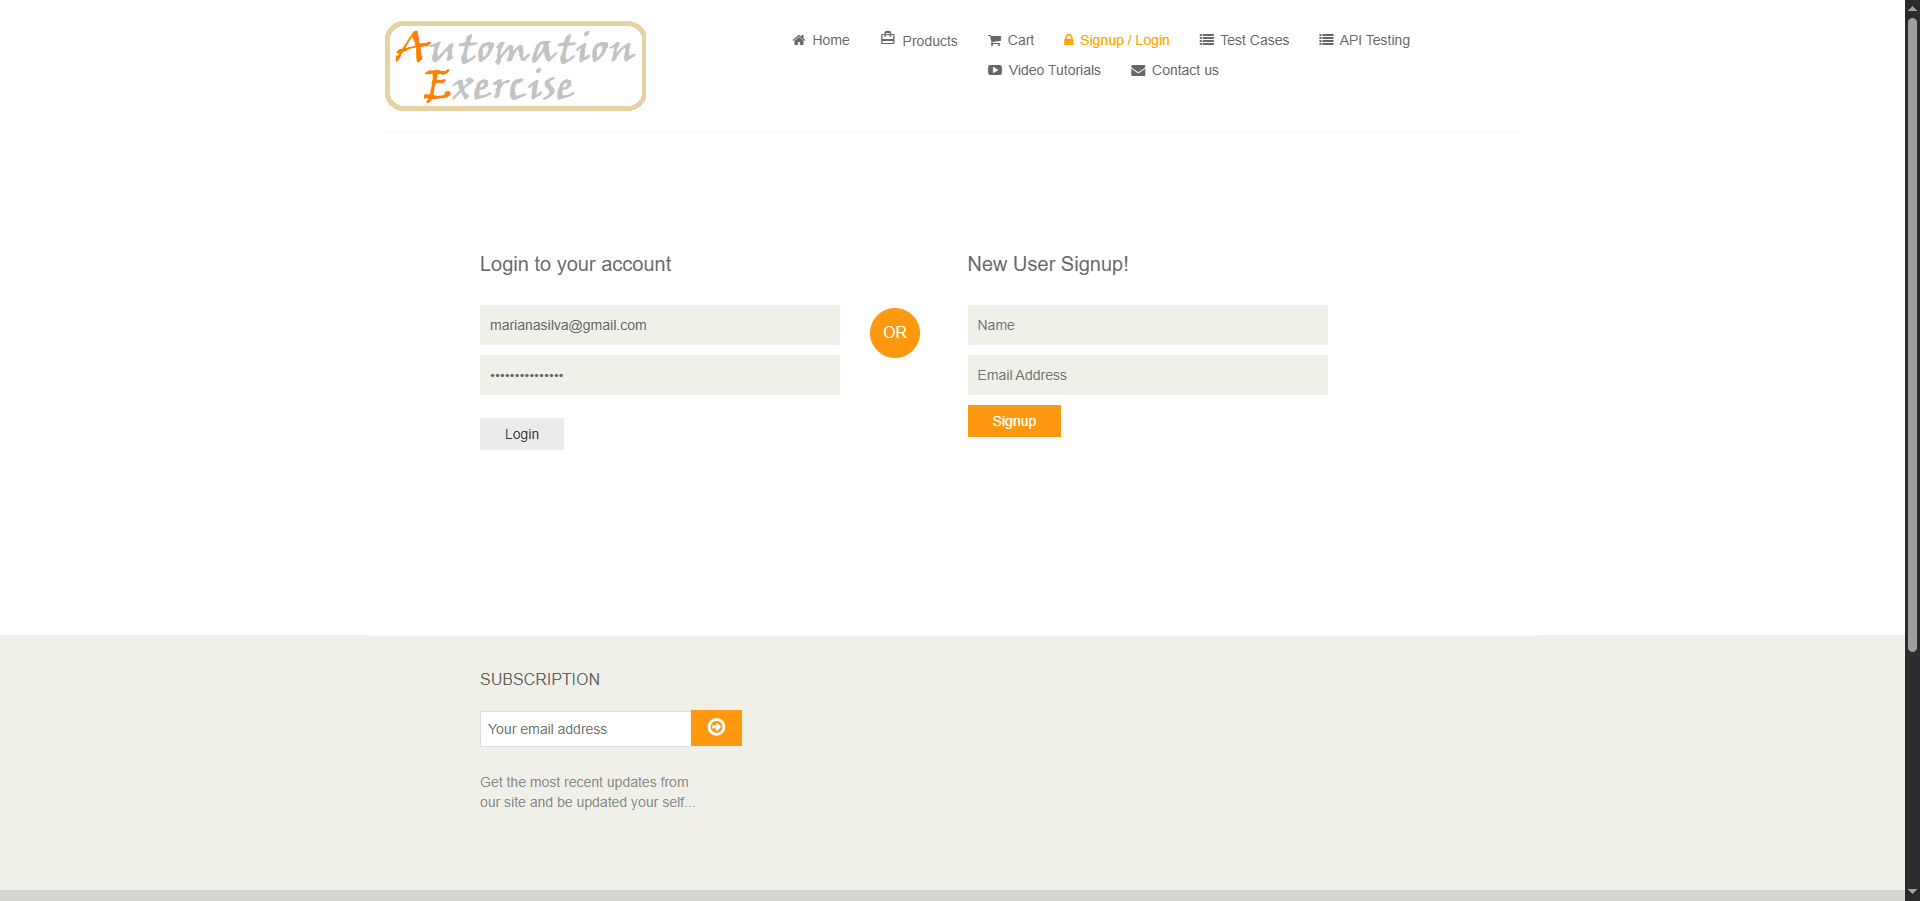 Automation
Exercise
Home
Products
Cart
Signup / Login
Test Cases
API Testing
Video Tutorials
Contact us
Login to your account
New User Signup!
marianasilva@gmail.com
OR
Name
•••••••••••••••
Email Address
Login
Signup
SUBSCRIPTION
Your email address
Get the most recent updates from
our site and be updated your self...